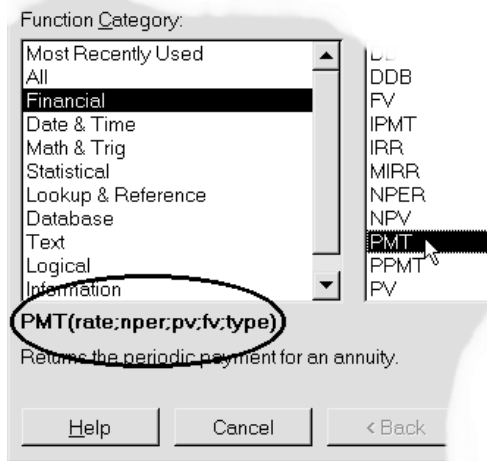 Function Category:
Most Recently Used
All
Financial
Date & Time
Math & Trig
Statistical
Lookup & Reference
Database
Text
Logical
Information
DDB
FV
IPMT
IRR
MIRR
NPER
NPV
PMT
PPMT
PV
PMT(rate;nper;pv;fv;type)
Returns the periodic payment for an annuity.
Help
Cancel
< Back